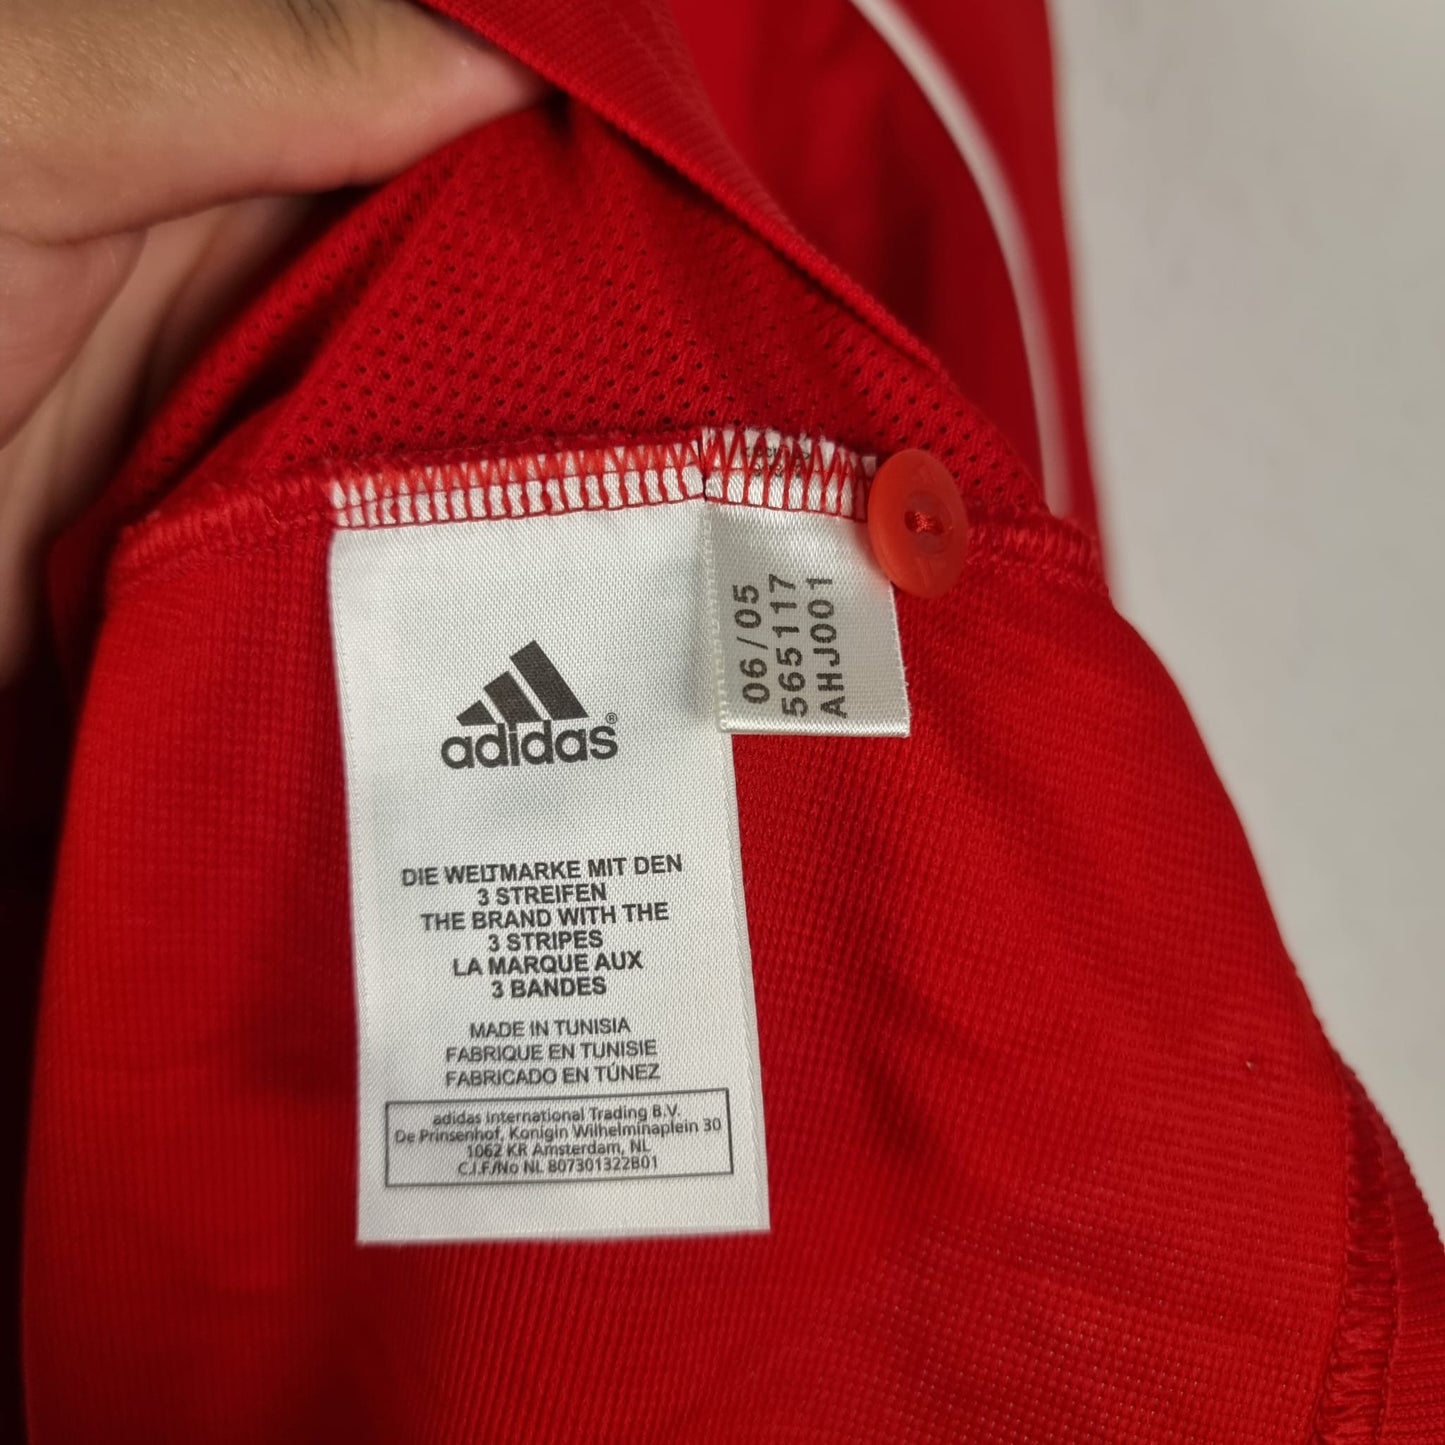 adidas®
DIE WELTMARKE MIT DEN
3 STREIFEN
THE BRAND WITH THE
3 STRIPES
LA MARQUE AUX
3 BANDES
MADE IN TUNISIA
FABRIQUE EN TUNISIE
FABRICADO EN TÚNEZ
adidas International Trading B.V.
De Prinsenhof, Konigin Wilhelminaplein 30
1062 KR Amsterdam, NL
C.I.F./No NL 807301322B01
06/05
565117
AHJ001